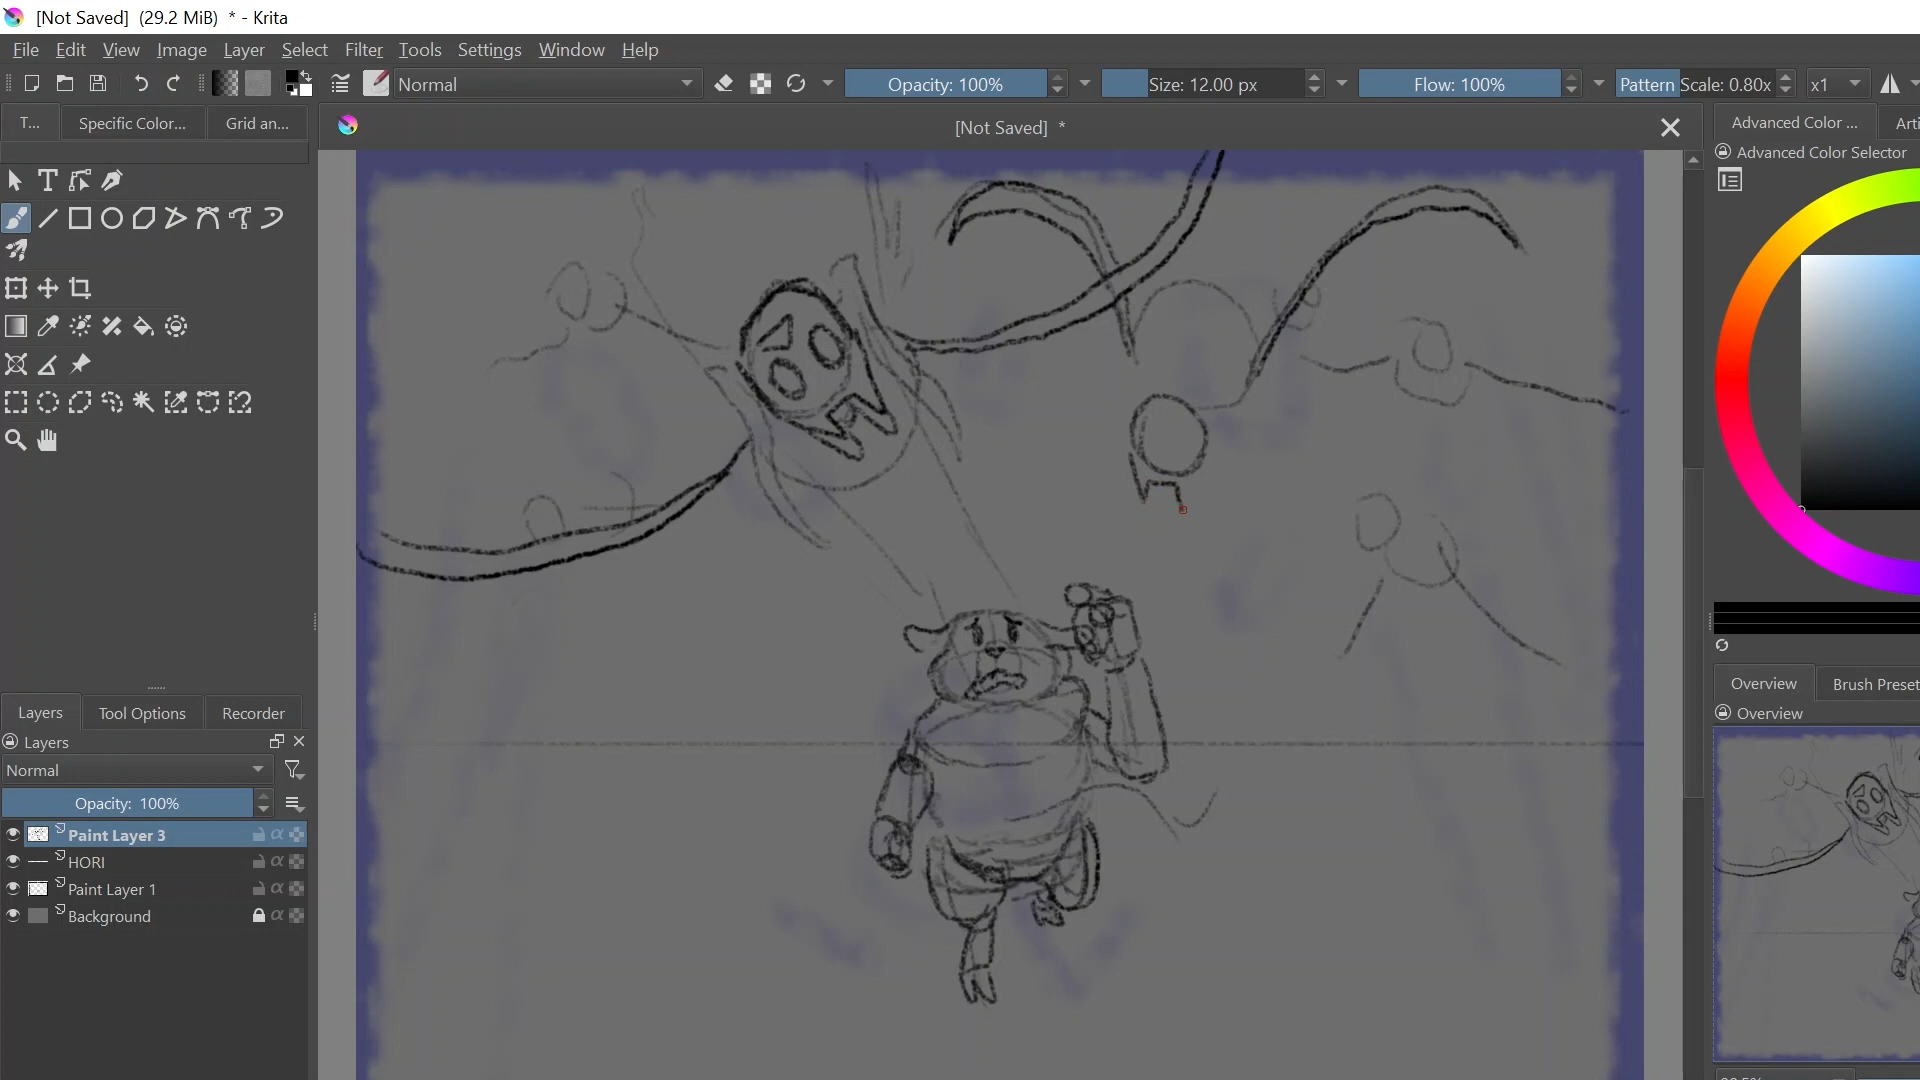 [Not Saved]  (29.2 MiB)  * - Krita
File Edit View Image Layer Select Filter Tools Settings Window Help
Normal Opacity: 100% Size: 12.00 px Flow: 100% Pattern Scale: 0.80x x1
T... Specific Color... Grid an... [Not Saved]  * Advanced Color ...
Advanced Color Selector
T
Layers Tool Options Recorder
Layers
Normal
Opacity:  100%
Paint Layer 3
HORI
Paint Layer 1
Background
Overview Brush Preset
Overview